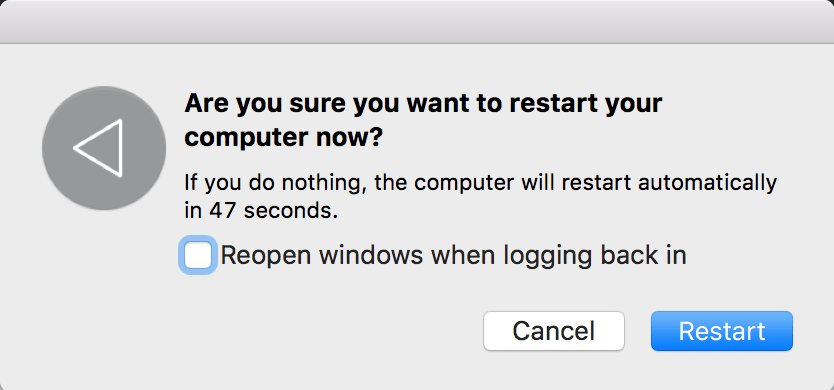 Are you sure you want to restart your
computer now?
If you do nothing, the computer will restart automatically
in 47 seconds.
Reopen windows when logging back in
Cancel
Restart